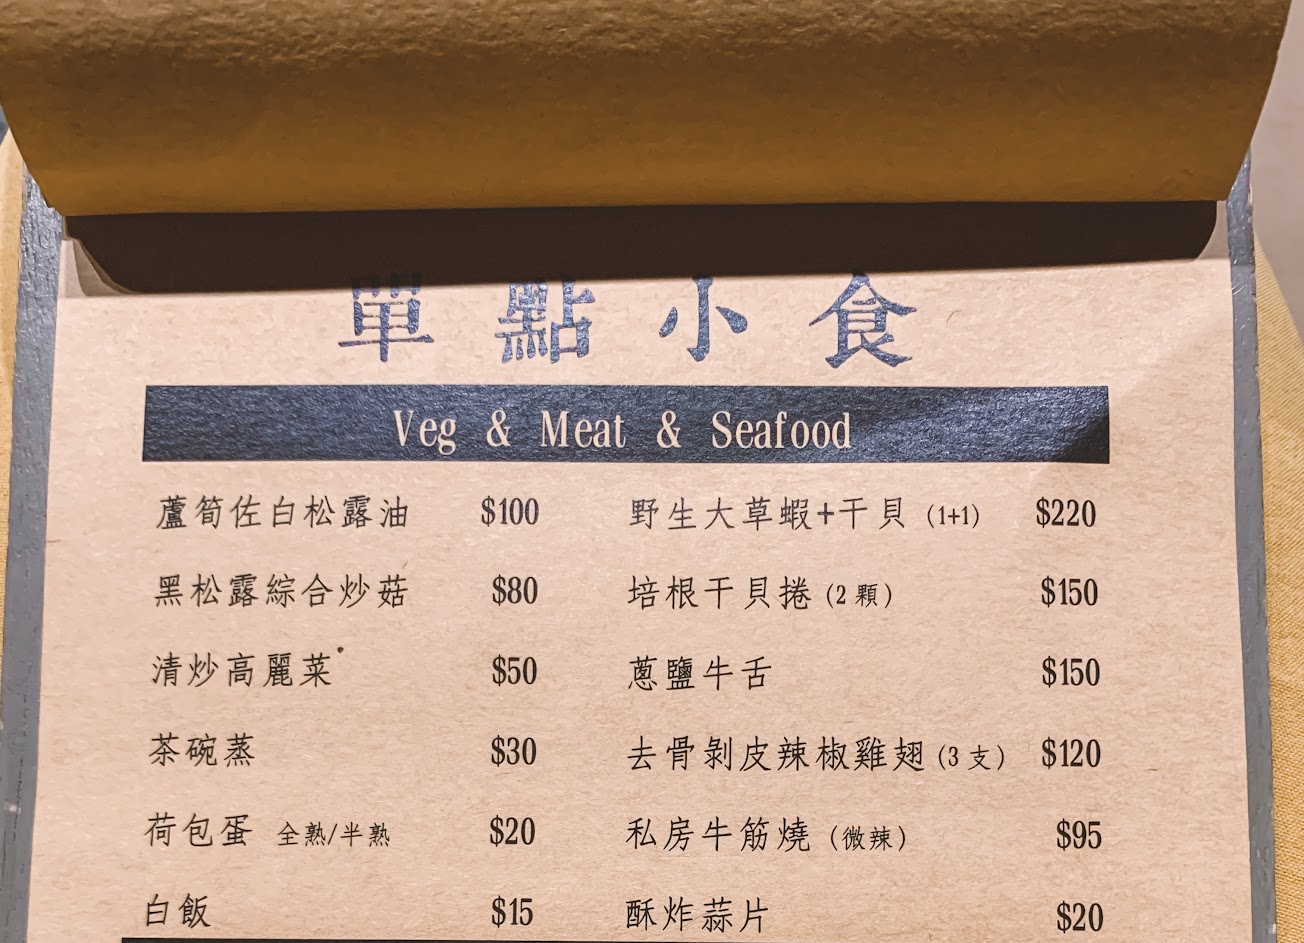 單點小食
Veg & Meat & Seafood
蘆筍佐白松露油 $100
黑松露綜合炒菇 $80
清炒高麗菜 $50
茶碗蒸 $30
荷包蛋 全熟/半熟 $20
白飯 $15
野生大草蝦+干貝 (1+1) $220
培根干貝捲 (2 顆) $150
蔥鹽牛舌 $150
去骨剝皮辣椒雞翅 (3 支) $120
私房牛筋燒 (微辣) $95
酥炸蒜片 $20